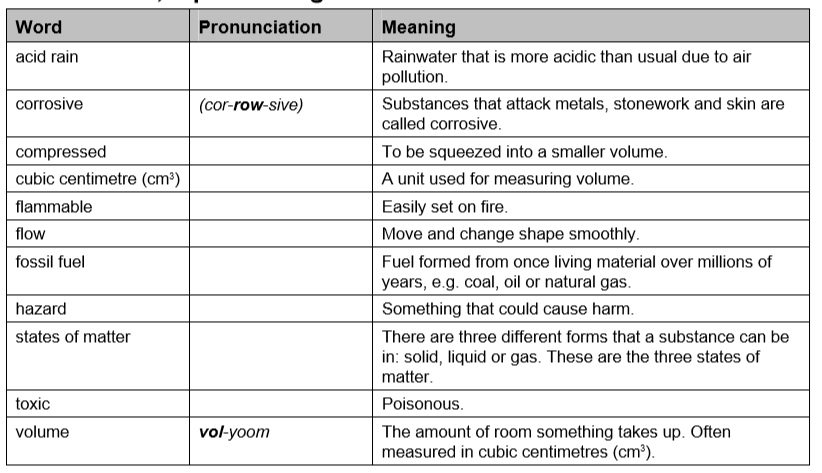 Word Pronunciation Meaning
acid rain Rainwater that is more acidic than usual due to air
pollution.
corrosive (cor-row-sive) Substances that attack metals, stonework and skin are
called corrosive.
compressed To be squeezed into a smaller volume.
cubic centimetre (cm³) A unit used for measuring volume.
flammable Easily set on fire.
flow Move and change shape smoothly.
fossil fuel Fuel formed from once living material over millions of
years, e.g. coal, oil or natural gas.
hazard Something that could cause harm.
states of matter There are three different forms that a substance can be
in: solid, liquid or gas. These are the three states of
matter.
toxic Poisonous.
volume vol-yoom The amount of room something takes up. Often
measured in cubic centimetres (cm³).